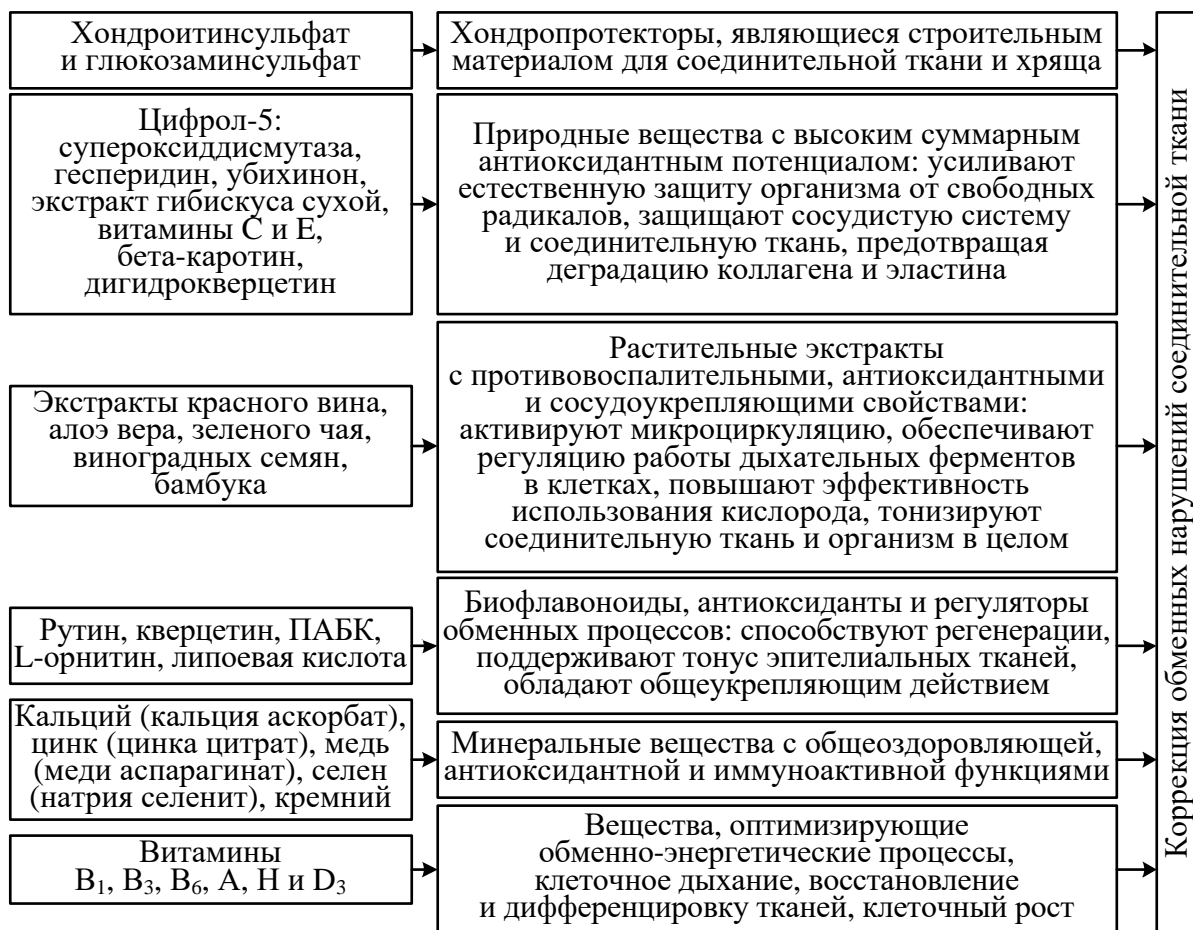 Хондроитинсульфат
и глюкозаминсульфат
Хондропротекторы, являющиеся строительным
материалом для соединительной ткани и хряща
Цифрол-5:
супероксиддисмутаза,
гесперидин, убихинон,
экстракт гибискуса сухой,
витамины С и Е,
бета-каротин,
дигидрокверцетин
Природные вещества с высоким суммарным
антиоксидантным потенциалом: усиливают
естественную защиту организма от свободных
радикалов, защищают сосудистую систему
и соединительную ткань, предотвращая
деградацию коллагена и эластина
Экстракты красного вина,
алоэ вера, зеленого чая,
виноградных семян,
бамбука
Растительные экстракты
с противовоспалительными, антиоксидантными
и сосудоукрепляющими свойствами:
активируют микроциркуляцию, обеспечивают
регуляцию работы дыхательных ферментов
в клетках, повышают эффективность
использования кислорода, тонизируют
соединительную ткань и организм в целом
Рутин, кверцетин, ПАБК,
L-орнитин, липоевая кислота
Биофлавоноиды, антиоксиданты и регуляторы
обменных процессов: способствуют регенерации,
поддерживают тонус эпителиальных тканей,
обладают общеукрепляющим действием
Кальций (кальция аскорбат),
цинк (цинка цитрат), медь
(меди аспарагинат), селен
(натрия селенит), кремний
Минеральные вещества с общеоздоровляющей,
антиоксидантной и иммуноактивной функциями
Витамины
B₁, B₃, B₆, A, H и D₃
Вещества, оптимизирующие
обменно-энергетические процессы,
клеточное дыхание, восстановление
и дифференцировку тканей, клеточный рост
Коррекция обменных нарушений соединительной ткани